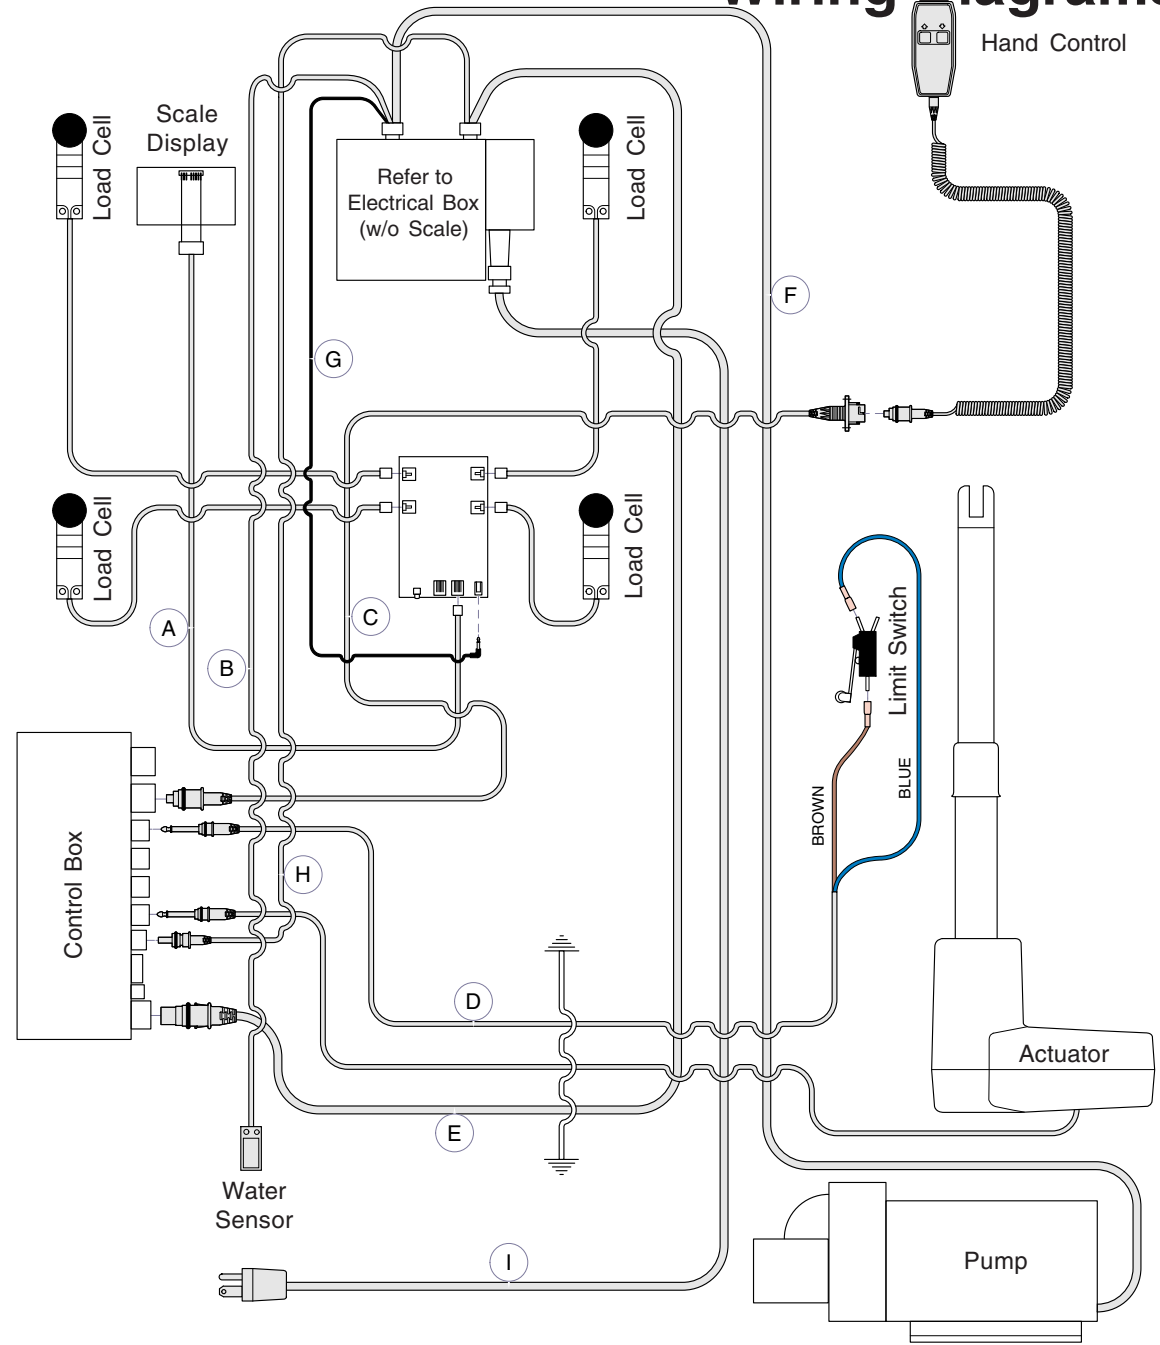 Wiring Diagrams
Hand Control
Scale
Display
Load Cell
Load Cell
Refer to
Electrical Box
(w/o Scale)
F
G
Load Cell
Load Cell
A
C
B
Limit Switch
BLUE
BROWN
Control Box
H
D
Actuator
E
Water
Sensor
I
Pump